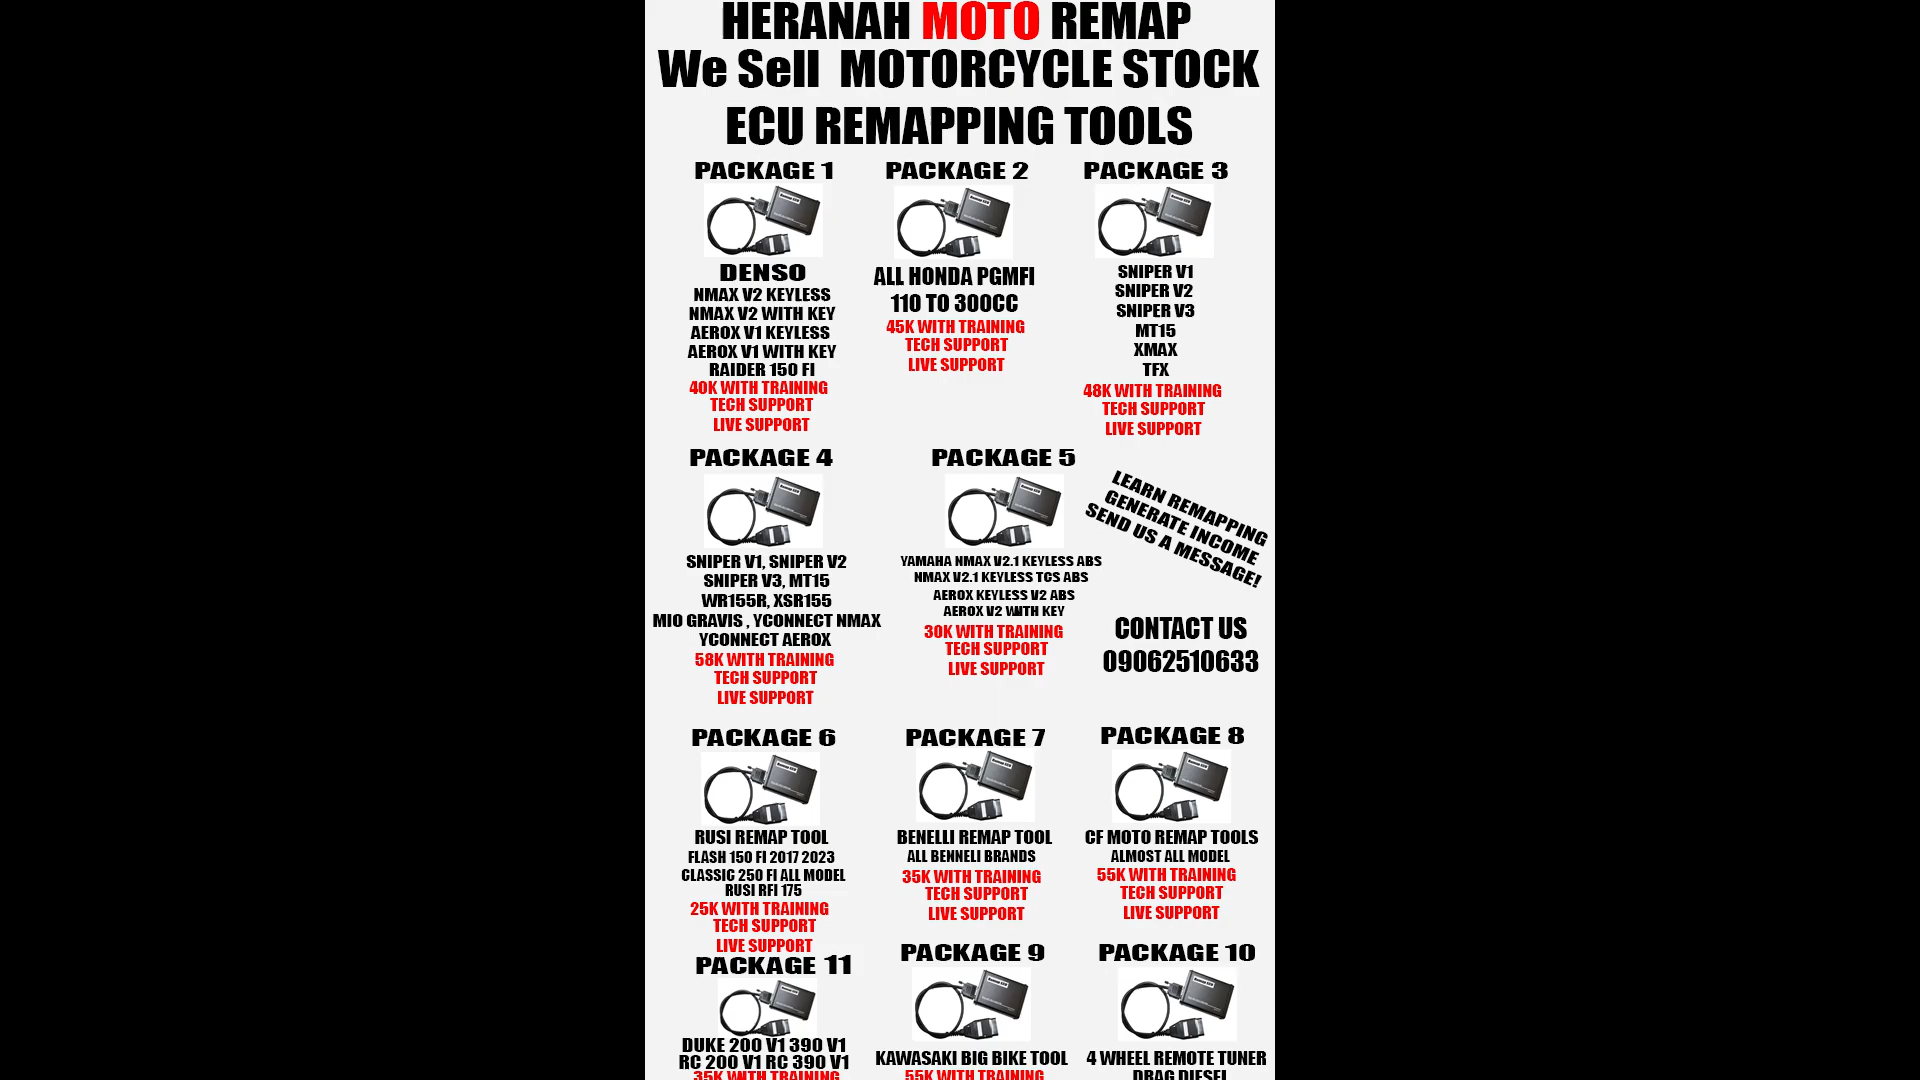 HERANAH MOTO REMAP
We Sell MOTORCYCLE STOCK
ECU REMAPPING TOOLS
PACKAGE 1
DENSO
NMAX V2 KEYLESS
NMAX V2 WITH KEY
AEROX V1 KEYLESS
AEROX V1 WITH KEY
RAIDER 150 FI
40K WITH TRAINING
TECH SUPPORT
LIVE SUPPORT
PACKAGE 2
ALL HONDA PGMFI
110 TO 300CC
45K WITH TRAINING
TECH SUPPORT
LIVE SUPPORT
PACKAGE 3
SNIPER V1
SNIPER V2
SNIPER V3
MT15
XMAX
TFX
48K WITH TRAINING
TECH SUPPORT
LIVE SUPPORT
PACKAGE 4
SNIPER V1, SNIPER V2
SNIPER V3, MT15
WR155R, XSR155
MIO GRAVIS , YCONNECT NMAX
YCONNECT AEROX
58K WITH TRAINING
TECH SUPPORT
LIVE SUPPORT
PACKAGE 5
YAMAHA NMAX V2.1 KEYLESS ABS
NMAX V2.1 KEYLESS TCS ABS
AEROX KEYLESS V2 ABS
AEROX V2 WITH KEY
30K WITH TRAINING
TECH SUPPORT
LIVE SUPPORT
LEARN REMAPPING
GENERATE INCOME
SEND US A MESSAGE!
CONTACT US
09062510633
PACKAGE 6
RUSI REMAP TOOL
FLASH 150 FI 2017 2023
CLASSIC 250 FI ALL MODEL
RUSI RFI 175
25K WITH TRAINING
TECH SUPPORT
LIVE SUPPORT
PACKAGE 7
BENELLI REMAP TOOL
ALL BENNELI BRANDS
35K WITH TRAINING
TECH SUPPORT
LIVE SUPPORT
PACKAGE 8
CF MOTO REMAP TOOLS
ALMOST ALL MODEL
55K WITH TRAINING
TECH SUPPORT
LIVE SUPPORT
PACKAGE 11
DUKE 200 V1 390 V1
RC 200 V1 RC 390 V1
35K WITH TRAINING
PACKAGE 9
KAWASAKI BIG BIKE TOOL
55K WITH TRAINING
PACKAGE 10
4 WHEEL REMOTE TUNER
DRAG DIESEL